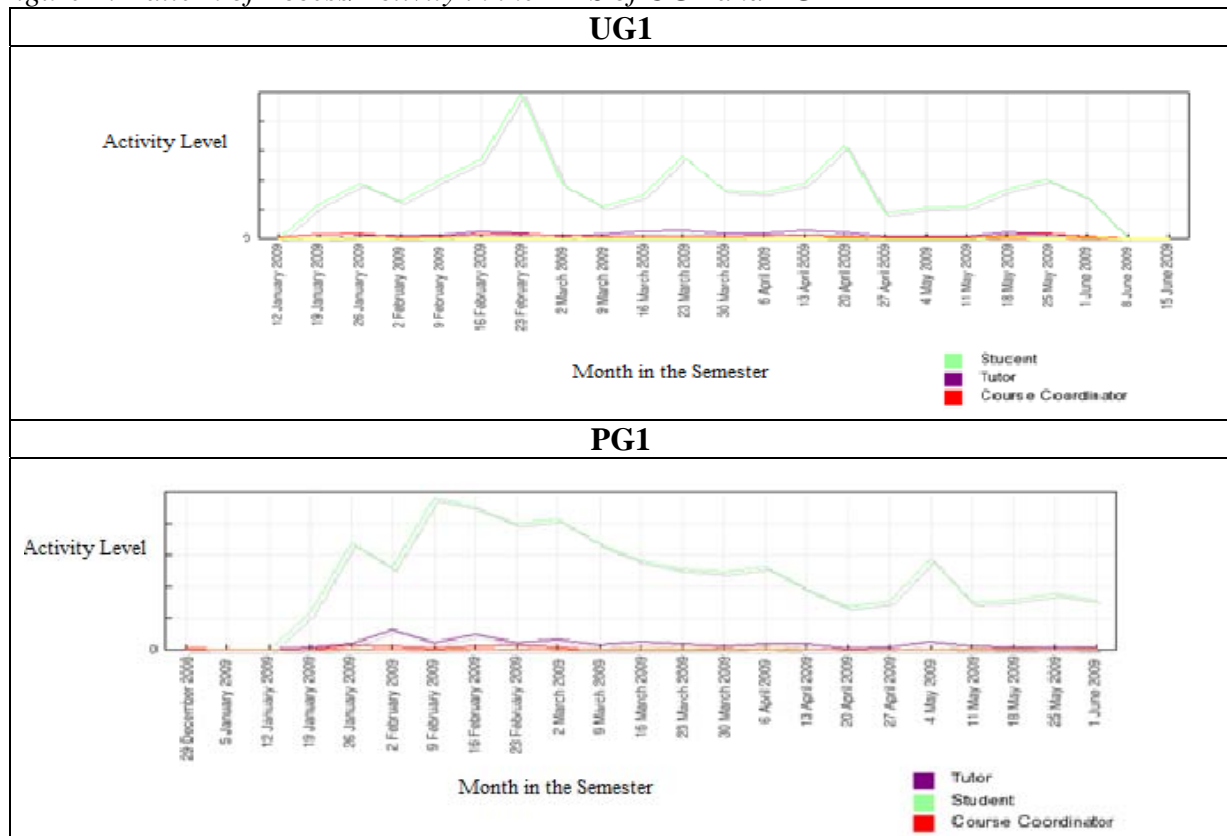 UG1
Activity Level
0
12 January 2009
19 January 2009
26 January 2009
2 February 2009
9 February 2009
16 February 2009
23 February 2009
2 March 2009
9 March 2009
16 March 2009
23 March 2009
30 March 2009
6 April 2009
13 April 2009
20 April 2009
27 April 2009
4 May 2009
11 May 2009
18 May 2009
25 May 2009
1 June 2009
8 June 2009
15 June 2009
Month in the Semester
Student
Tutor
Course Coordinator
PG1
Activity Level
0
29 December 2008
5 January 2009
12 January 2009
19 January 2009
26 January 2009
2 February 2009
9 February 2009
16 February 2009
23 February 2009
2 March 2009
9 March 2009
16 March 2009
23 March 2009
30 March 2009
6 April 2009
13 April 2009
20 April 2009
27 April 2009
4 May 2009
11 May 2009
18 May 2009
25 May 2009
1 June 2009
Month in the Semester
Tutor
Student
Course Coordinator